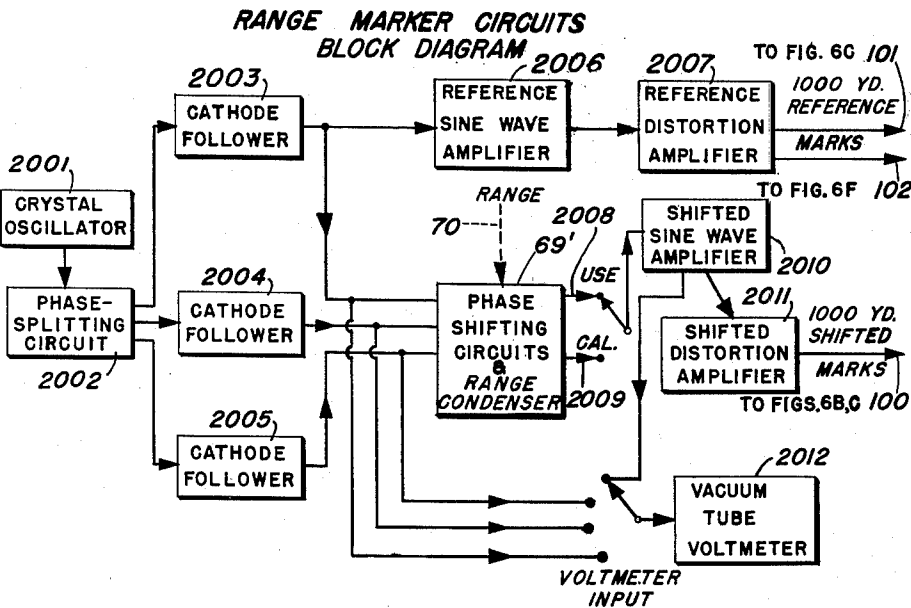 RANGE MARKER CIRCUITS
BLOCK DIAGRAM
2001
CRYSTAL
OSCILLATOR
PHASE-
SPLITTING
CIRCUIT
2002
2003
CATHODE
FOLLOWER
2004
CATHODE
FOLLOWER
2005
CATHODE
FOLLOWER
2006
REFERENCE
SINE WAVE
AMPLIFIER
2007
REFERENCE
DISTORTION
AMPLIFIER
TO FIG. 6C 101
1000 YD.
REFERENCE
MARKS
TO FIG. 6F 102
RANGE
70
69'
PHASE
SHIFTING
CIRCUITS
&
RANGE
CONDENSER
2008
USE
CAL.
2009
SHIFTED
SINE WAVE
AMPLIFIER
2010
2011
SHIFTED
DISTORTION
AMPLIFIER
1000 YD.
SHIFTED
MARKS
TO FIGS. 6B,C 100
2012
VACUUM
TUBE
VOLTMETER
VOLTMETER
INPUT